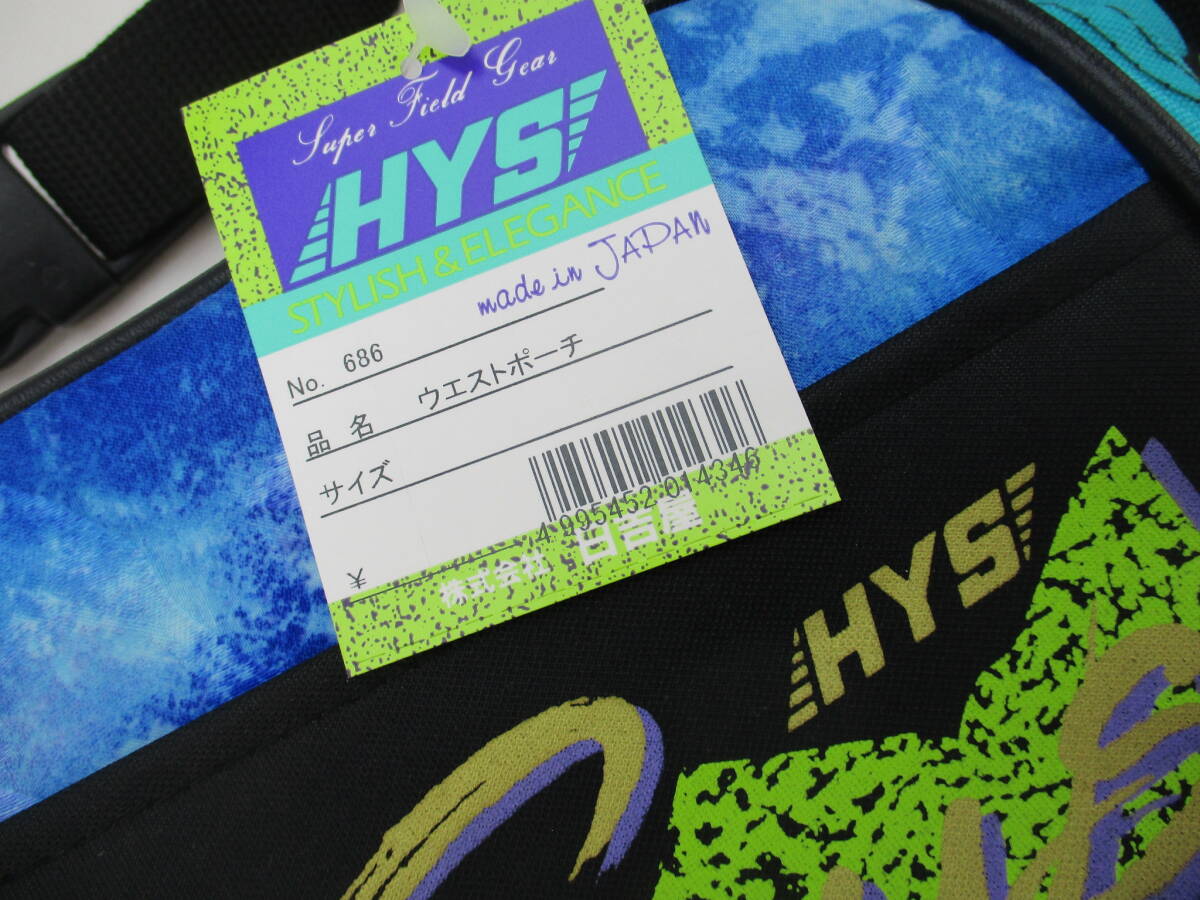 Super Field Gear
HYS
STYLISH & ELEGANCE
made in JAPAN
No. 686
品名 ウエストポーチ
サイズ
4995452014346
¥
株式会社 日吉屋
HYS